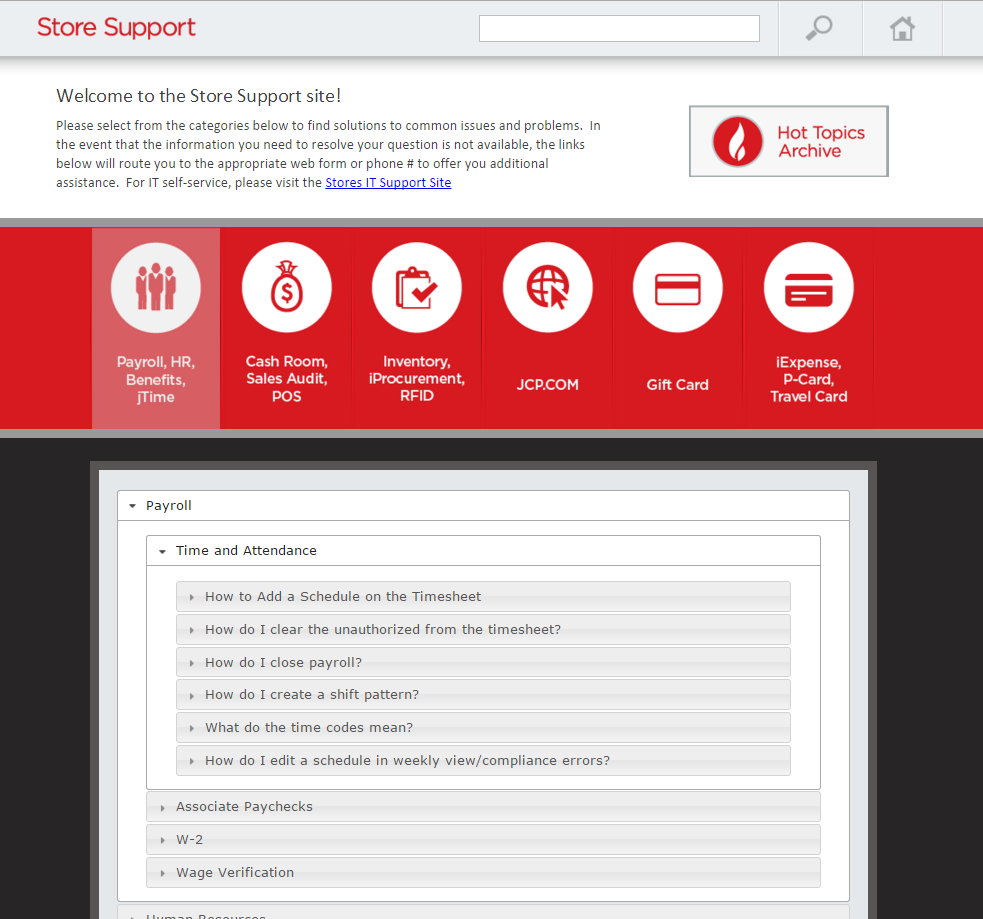 Store Support
Welcome to the Store Support site!
Please select from the categories below to find solutions to common issues and problems.  In
the event that the information you need to resolve your question is not available, the links
below will route you to the appropriate web form or phone # to offer you additional
assistance.  For IT self-service, please visit the Stores IT Support Site
Hot Topics
Archive
Payroll, HR,
Benefits,
jTime
Cash Room,
Sales Audit,
POS
Inventory,
iProcurement,
RFID
JCP.COM
Gift Card
iExpense,
P-Card,
Travel Card
Payroll
Time and Attendance
How to Add a Schedule on the Timesheet
How do I clear the unauthorized from the timesheet?
How do I close payroll?
How do I create a shift pattern?
What do the time codes mean?
How do I edit a schedule in weekly view/compliance errors?
Associate Paychecks
W-2
Wage Verification
Human Resources